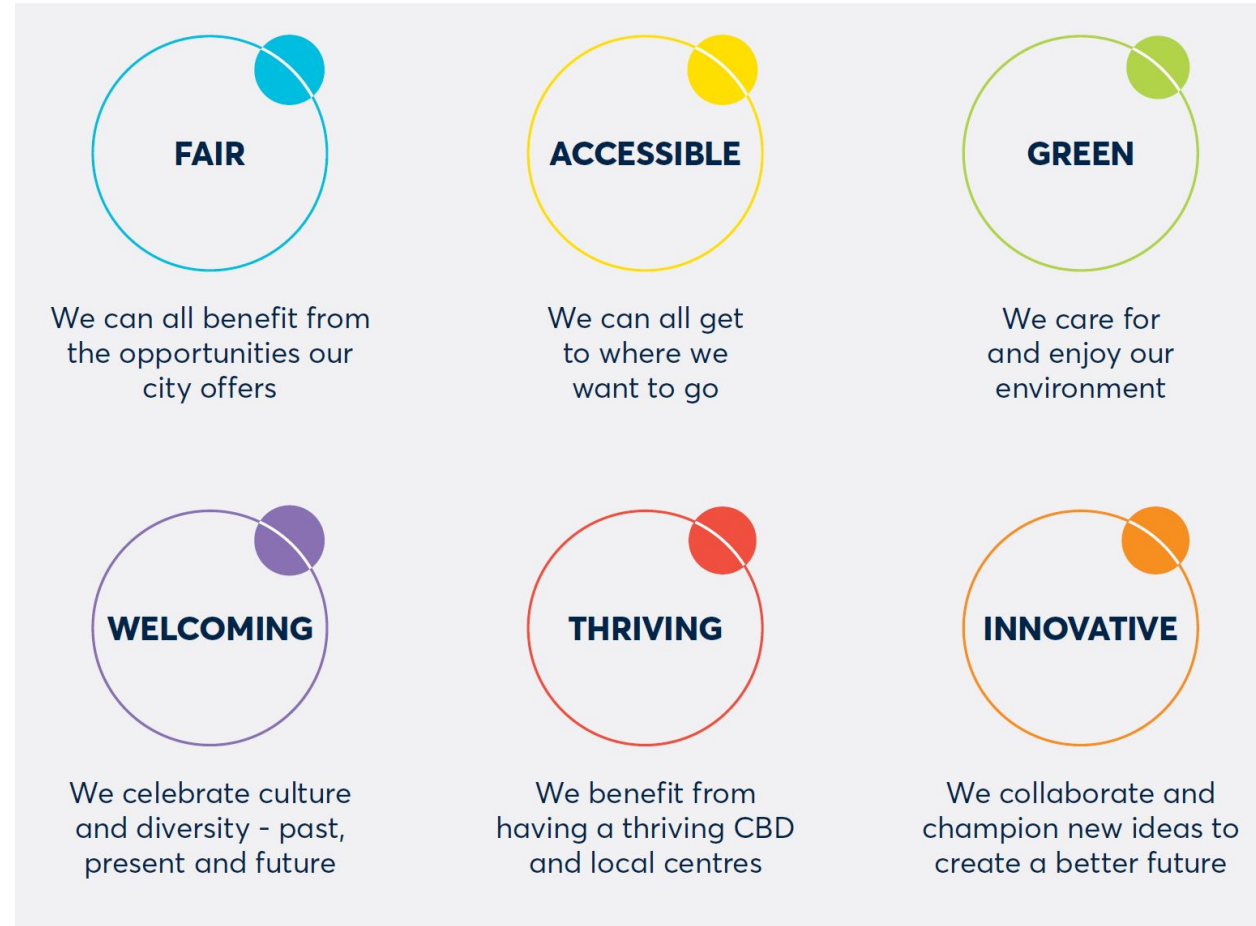 FAIR
We can all benefit from
the opportunities our
city offers
ACCESSIBLE
We can all get
to where we
want to go
GREEN
We care for
and enjoy our
environment
WELCOMING
We celebrate culture
and diversity - past,
present and future
THRIVING
We benefit from
having a thriving CBD
and local centres
INNOVATIVE
We collaborate and
champion new ideas to
create a better future